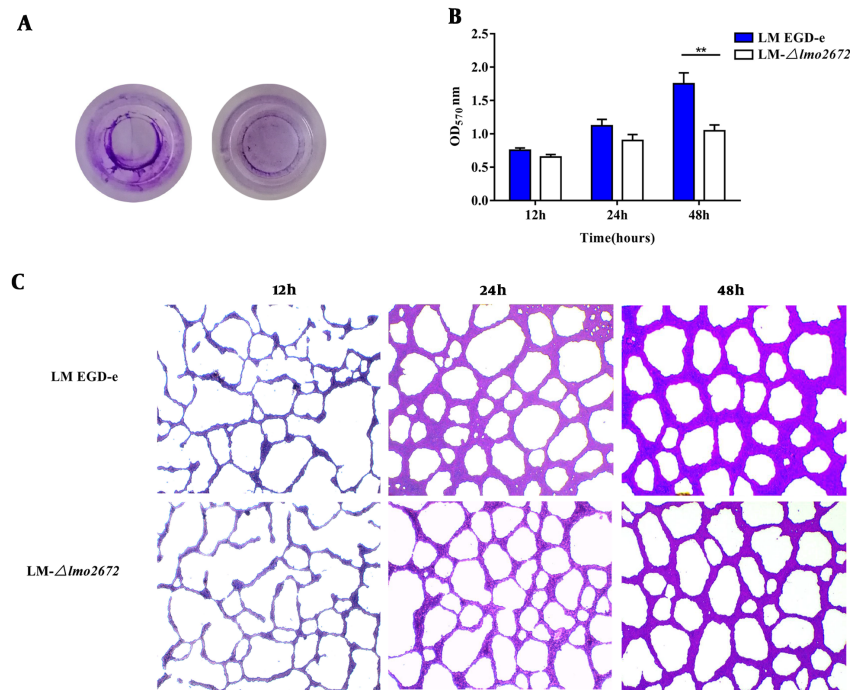 A
B
LM EGD-e
LM-△lmo2672
**
OD570 nm
2.5
2.0
1.5
1.0
0.5
0.0
12h
24h
48h
Time(hours)
C
12h
24h
48h
LM EGD-e
LM-△lmo2672